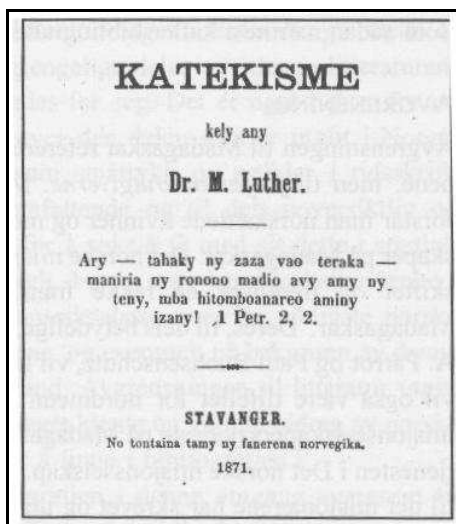 KATEKISME
kely any
Dr. M. Luther.
Ary — tahaky ny zaza vao teraka
maniria ny ronono madio avy amy ny
teny, mba hitomboanareo aminy
izany! 1 Petr. 2, 2.
STAVANGER.
No tontaina tamy ny fanerena norvegika.
1871.